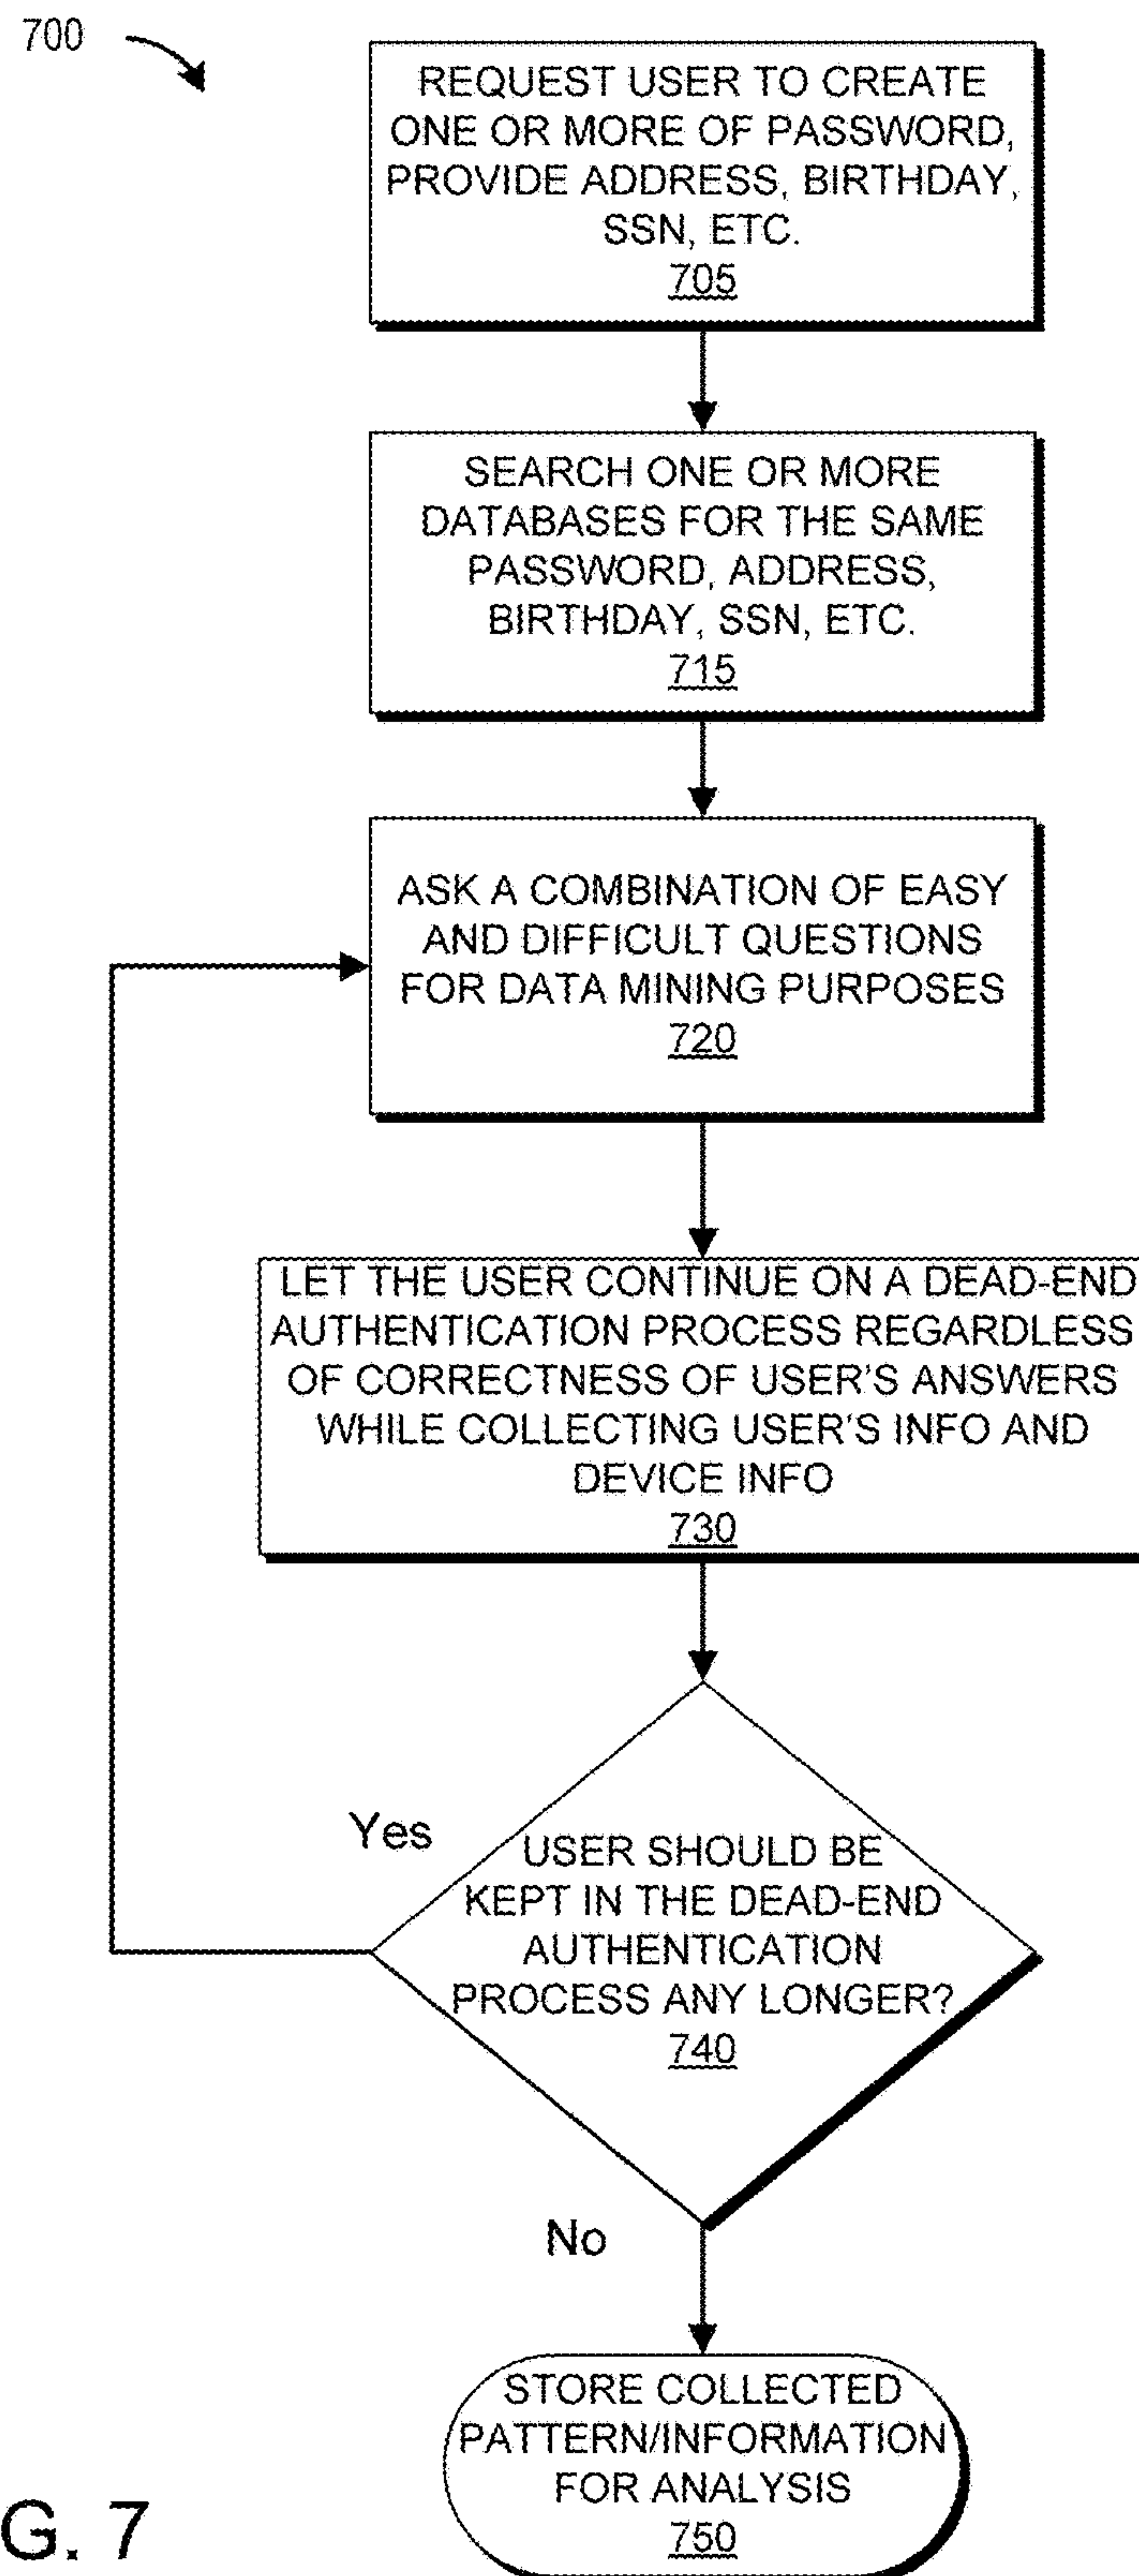 700
REQUEST USER TO CREATE
ONE OR MORE OF PASSWORD,
PROVIDE ADDRESS, BIRTHDAY,
SSN, ETC.
705
SEARCH ONE OR MORE
DATABASES FOR THE SAME
PASSWORD, ADDRESS,
BIRTHDAY, SSN, ETC.
715
ASK A COMBINATION OF EASY
AND DIFFICULT QUESTIONS
FOR DATA MINING PURPOSES
720
LET THE USER CONTINUE ON A DEAD-END
AUTHENTICATION PROCESS REGARDLESS
OF CORRECTNESS OF USER'S ANSWERS
WHILE COLLECTING USER'S INFO AND
DEVICE INFO
730
Yes
USER SHOULD BE
KEPT IN THE DEAD-END
AUTHENTICATION
PROCESS ANY LONGER?
740
No
STORE COLLECTED
PATTERN/INFORMATION
FOR ANALYSIS
750
G. 7